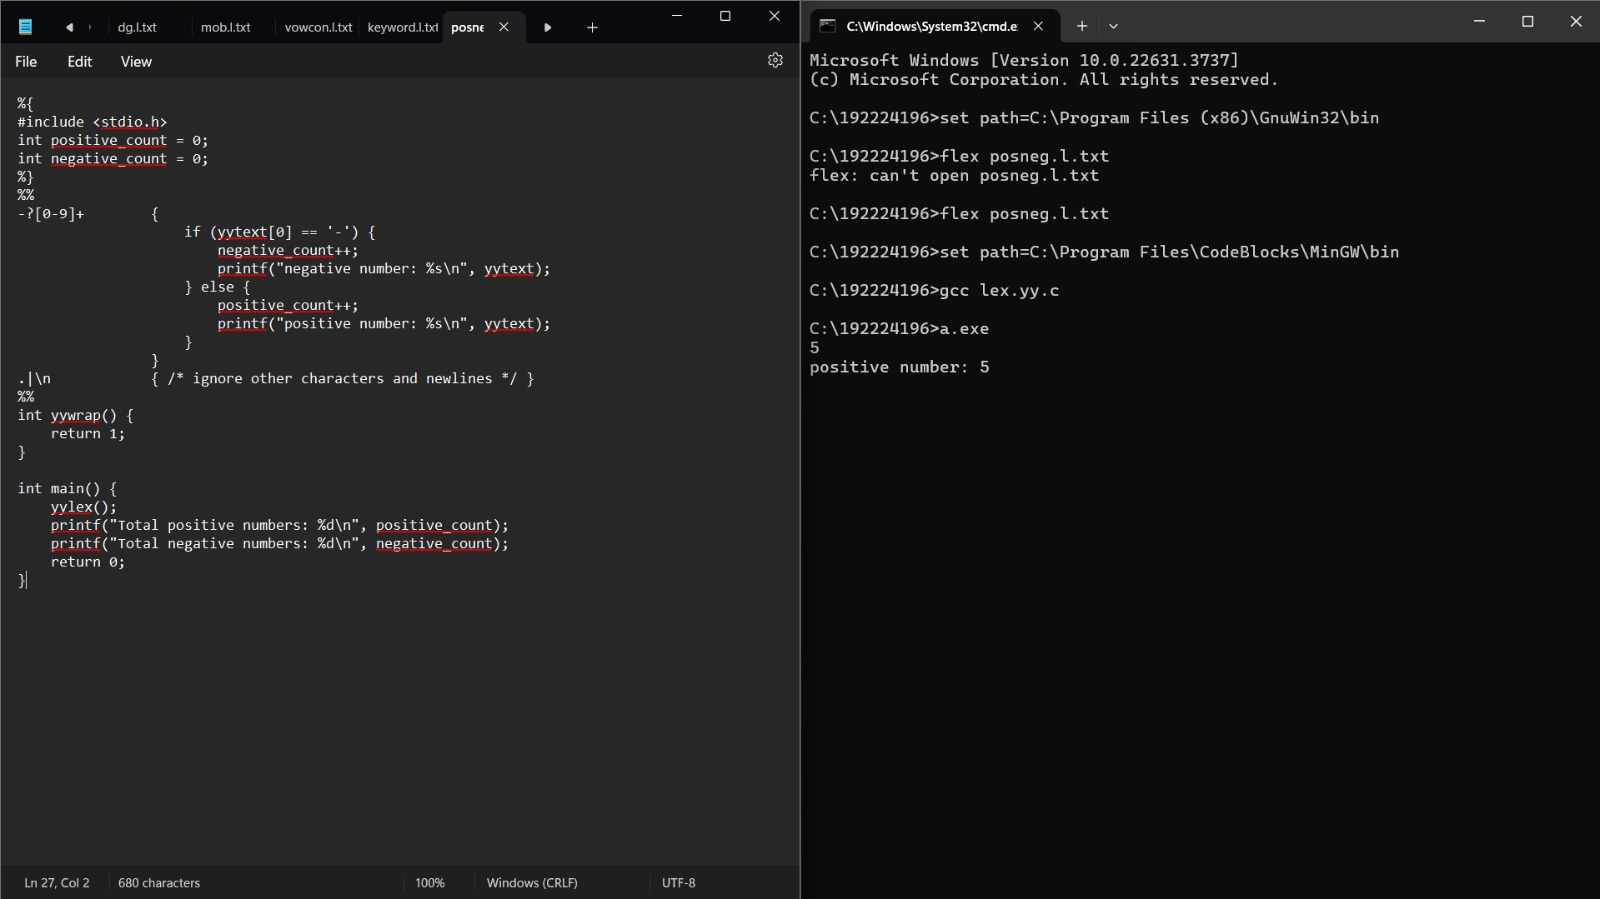 dg.l.txt mob.l.txt vowcon.l.txt keyword.l.txt posne
File Edit View
%{
#include <stdio.h>
int positive_count = 0;
int negative_count = 0;
%}
%%
-?[0-9]+        {
                    if (yytext[0] == '-') {
                        negative_count++;
                        printf("negative number: %s\n", yytext);
                    } else {
                        positive_count++;
                        printf("positive number: %s\n", yytext);
                    }
                }
.|\n            { /* ignore other characters and newlines */ }
%%
int yywrap() {
    return 1;
}
int main() {
    yylex();
    printf("Total positive numbers: %d\n", positive_count);
    printf("Total negative numbers: %d\n", negative_count);
    return 0;
}
Ln 27, Col 2 680 characters 100% Windows (CRLF) UTF-8
C:\Windows\System32\cmd.e
Microsoft Windows [Version 10.0.22631.3737]
(c) Microsoft Corporation. All rights reserved.
C:\192224196>set path=C:\Program Files (x86)\GnuWin32\bin
C:\192224196>flex posneg.l.txt
flex: can't open posneg.l.txt
C:\192224196>flex posneg.l.txt
C:\192224196>set path=C:\Program Files\CodeBlocks\MinGW\bin
C:\192224196>gcc lex.yy.c
C:\192224196>a.exe
5
positive number: 5